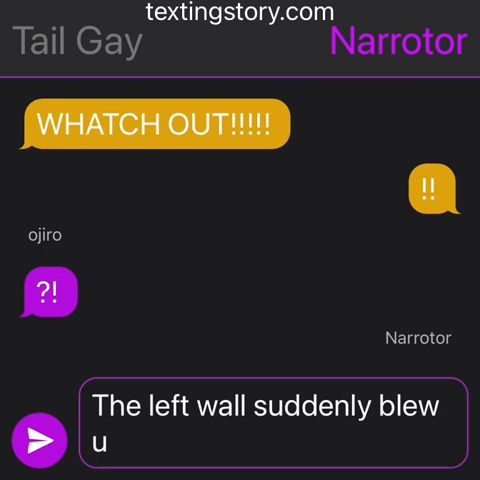 textingstory.com
Tail Gay Narrotor
WHATCH OUT!!!!!
!!
ojiro
?!
Narrotor
The left wall suddenly blew
u